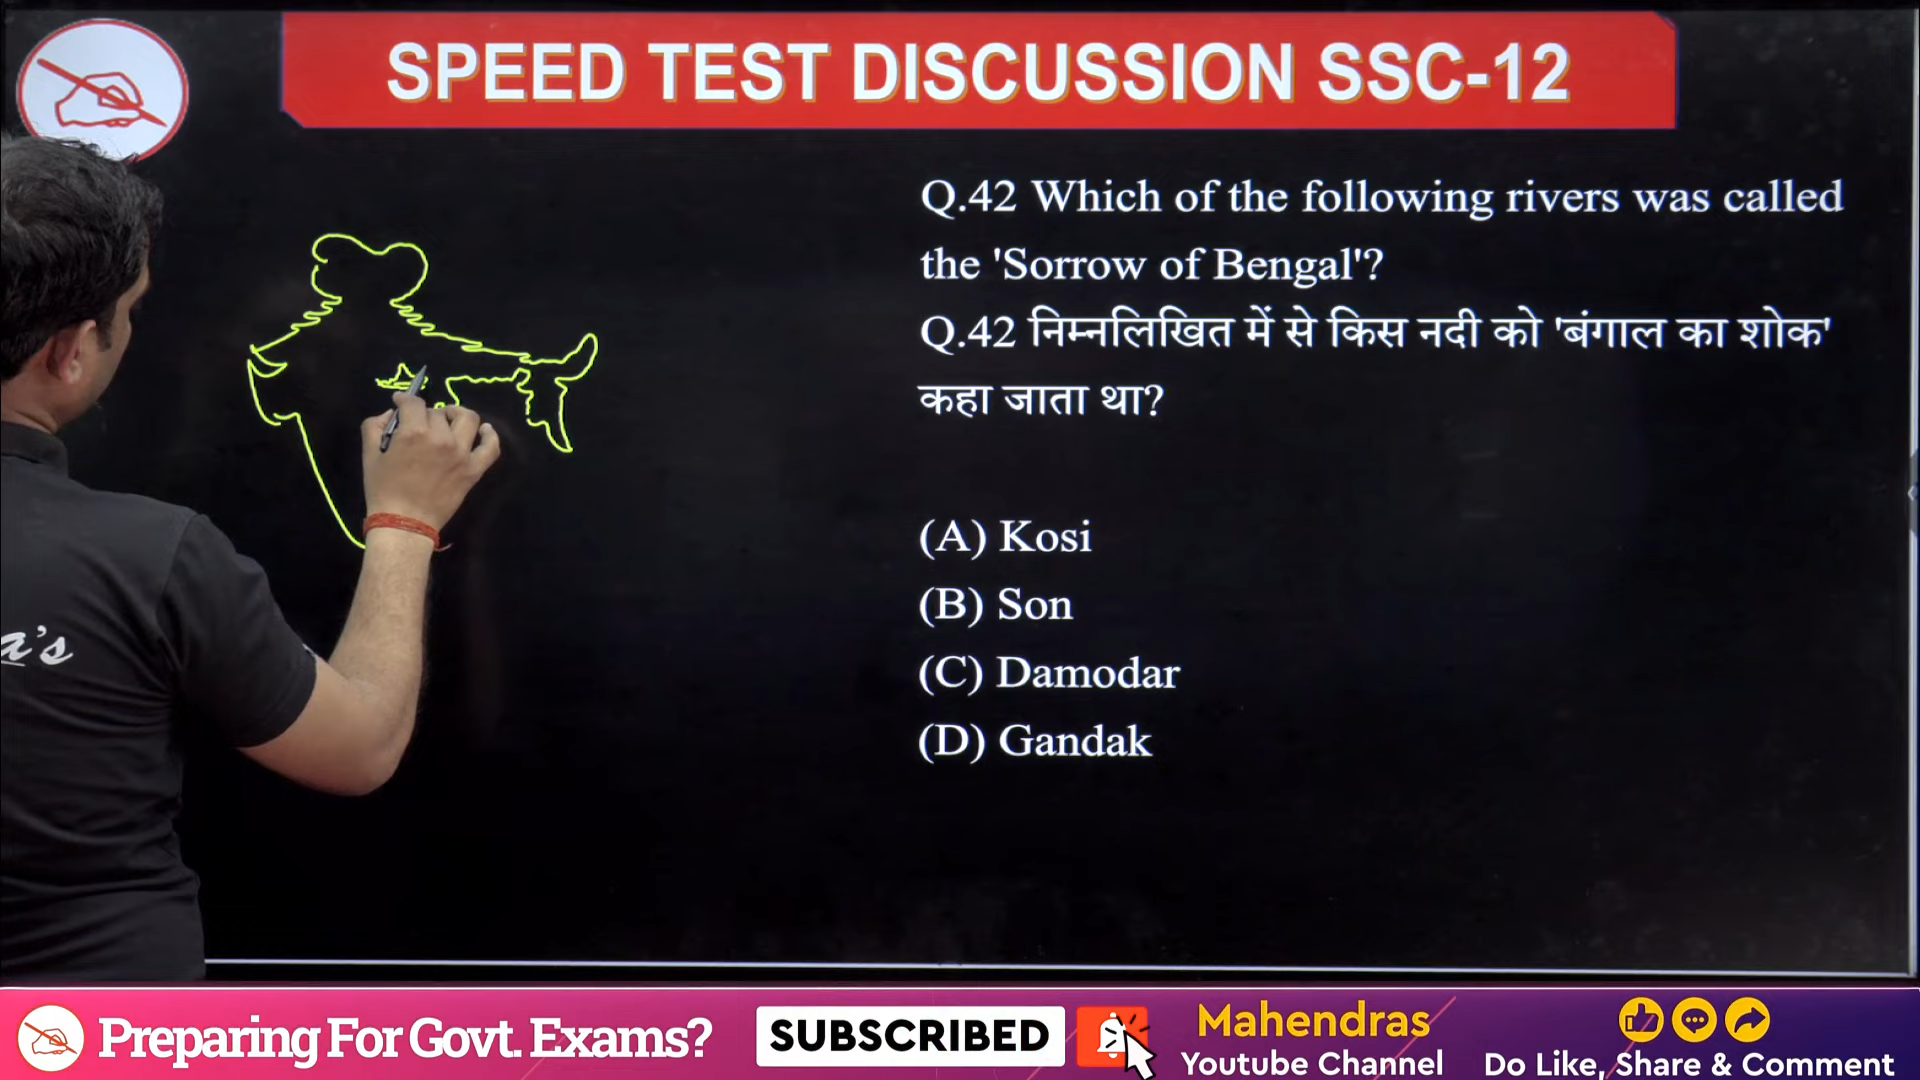 SPEED TEST DISCUSSION SSC-12
Q.42 Which of the following rivers was called
the 'Sorrow of Bengal'?
Q.42 निम्नलिखित में से किस नदी को 'बंगाल का शोक'
कहा जाता था?
(A) Kosi
(B) Son
(C) Damodar
(D) Gandak
a's
Preparing For Govt. Exams?
SUBSCRIBED
Mahendras
Youtube Channel
Do Like, Share & Comment